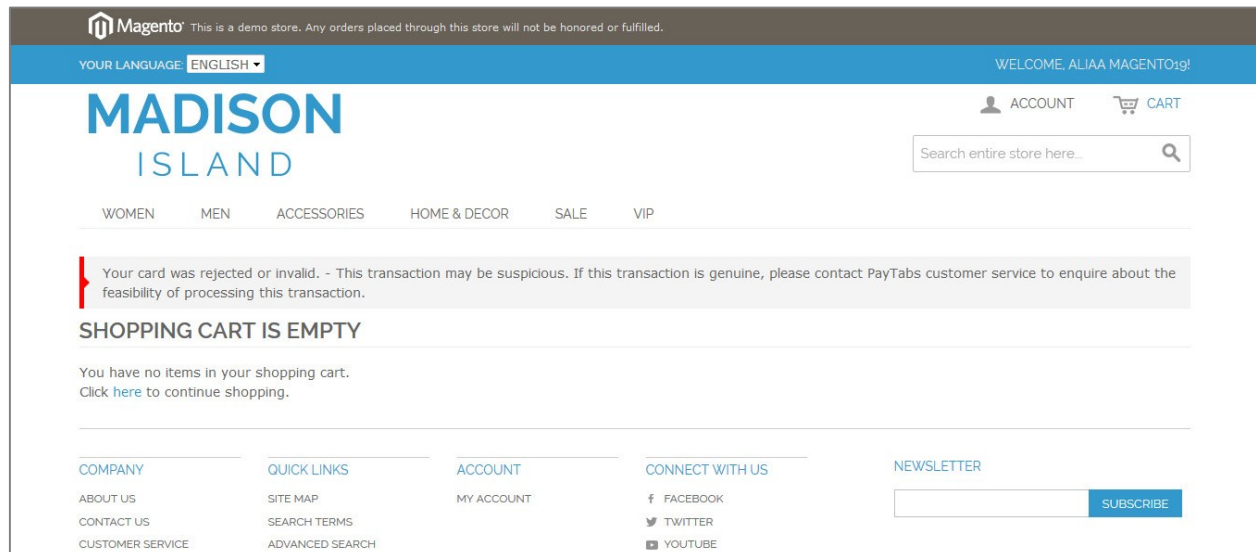 Magento This is a demo store. Any orders placed through this store will not be honored or fulfilled.
YOUR LANGUAGE: ENGLISH WELCOME, ALIAA MAGENTO19!
MADISON
ISLAND
ACCOUNT CART
Search entire store here...
WOMEN MEN ACCESSORIES HOME & DECOR SALE VIP
Your card was rejected or invalid. - This transaction may be suspicious. If this transaction is genuine, please contact PayTabs customer service to enquire about the
feasibility of processing this transaction.
SHOPPING CART IS EMPTY
You have no items in your shopping cart.
Click here to continue shopping.
COMPANY QUICK LINKS ACCOUNT CONNECT WITH US NEWSLETTER
ABOUT US SITE MAP MY ACCOUNT FACEBOOK
CONTACT US SEARCH TERMS TWITTER SUBSCRIBE
CUSTOMER SERVICE ADVANCED SEARCH YOUTUBE